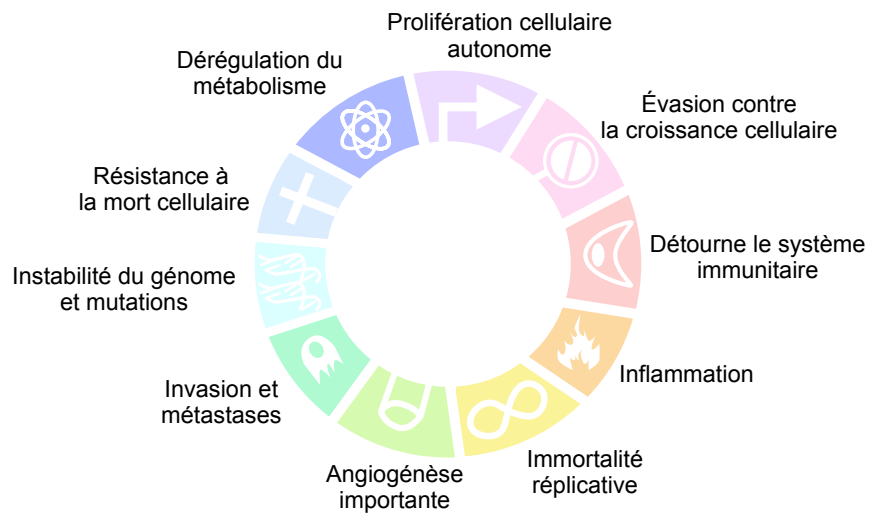 Prolifération cellulaire
autonome
Évasion contre
la croissance cellulaire
Détourne le système
immunitaire
Inflammation
Immortalité
réplicative
Angiogénèse
importante
Invasion et
métastases
Instabilité du génome
et mutations
Résistance à
la mort cellulaire
Dérégulation du
métabolisme